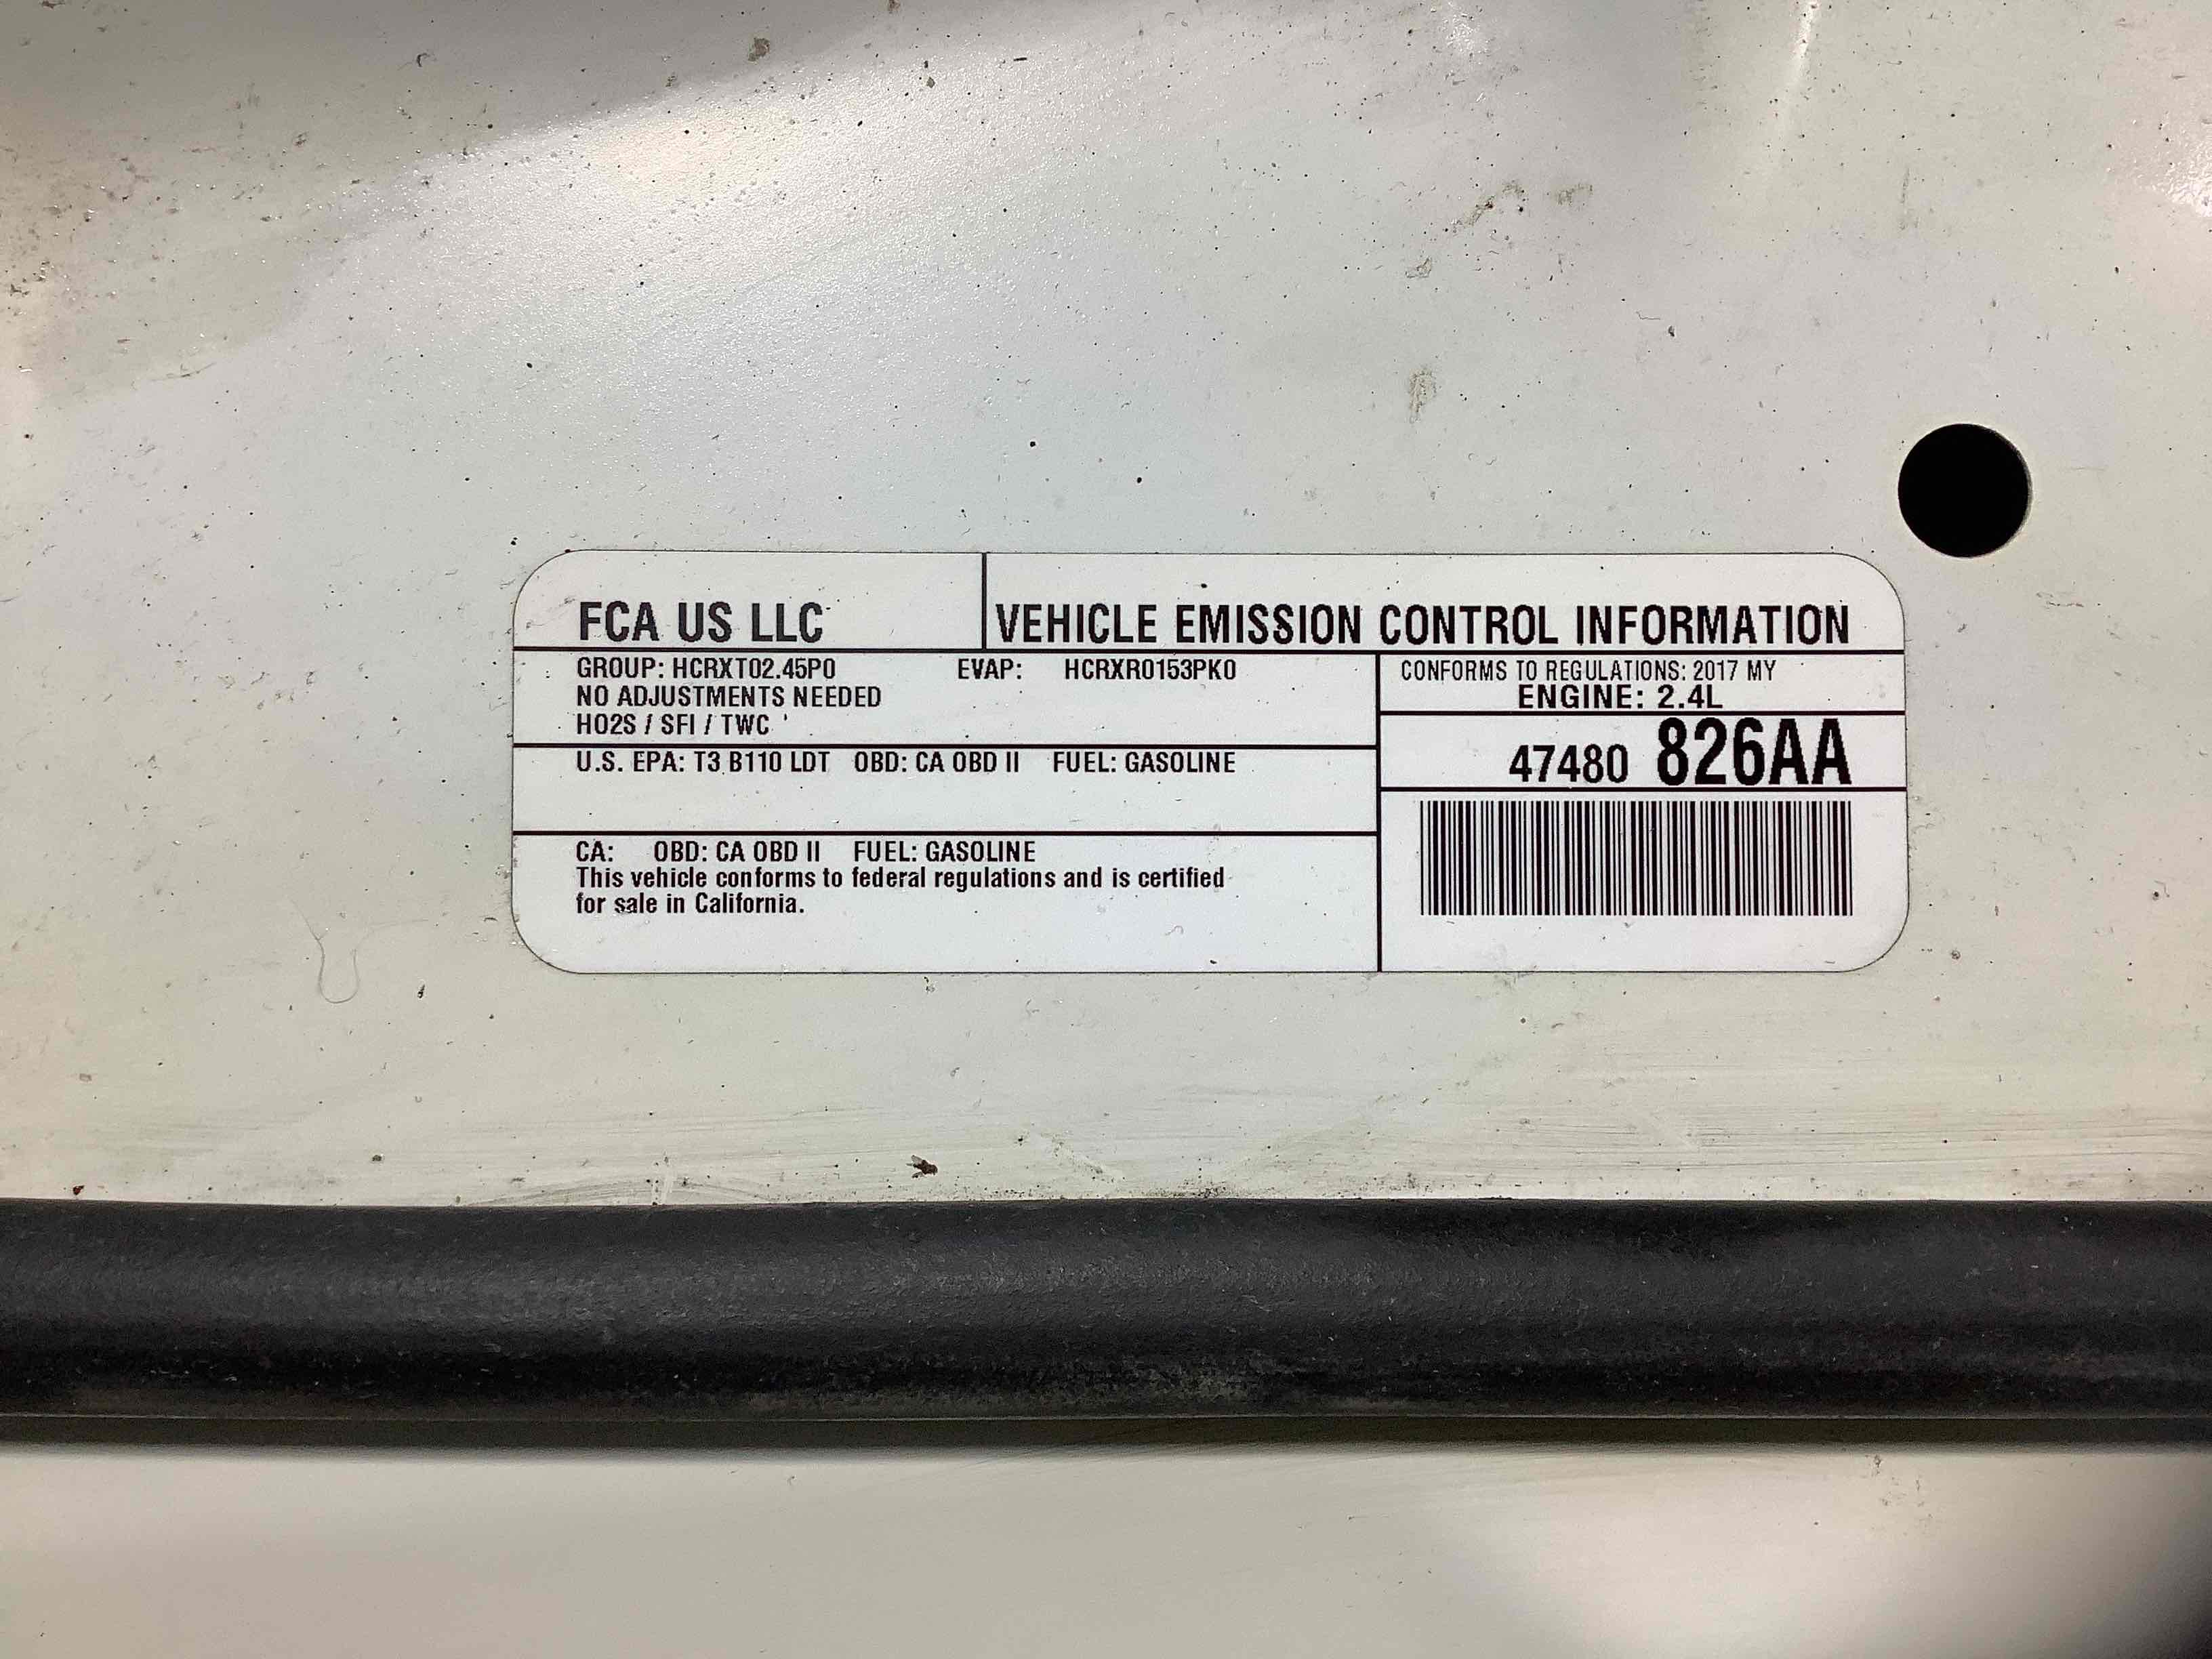 FCA US LLC
VEHICLE EMISSION CONTROL INFORMATION
GROUP: HCRXT02.45P0 EVAP: HCRXR0153PK0
NO ADJUSTMENTS NEEDED
HO2S / SFI / TWC
CONFORMS TO REGULATIONS: 2017 MY
ENGINE: 2.4L
47480 826AA
U.S. EPA: T3 B110 LDT OBD: CA OBD II FUEL: GASOLINE
CA: OBD: CA OBD II FUEL: GASOLINE
This vehicle conforms to federal regulations and is certified
for sale in California.